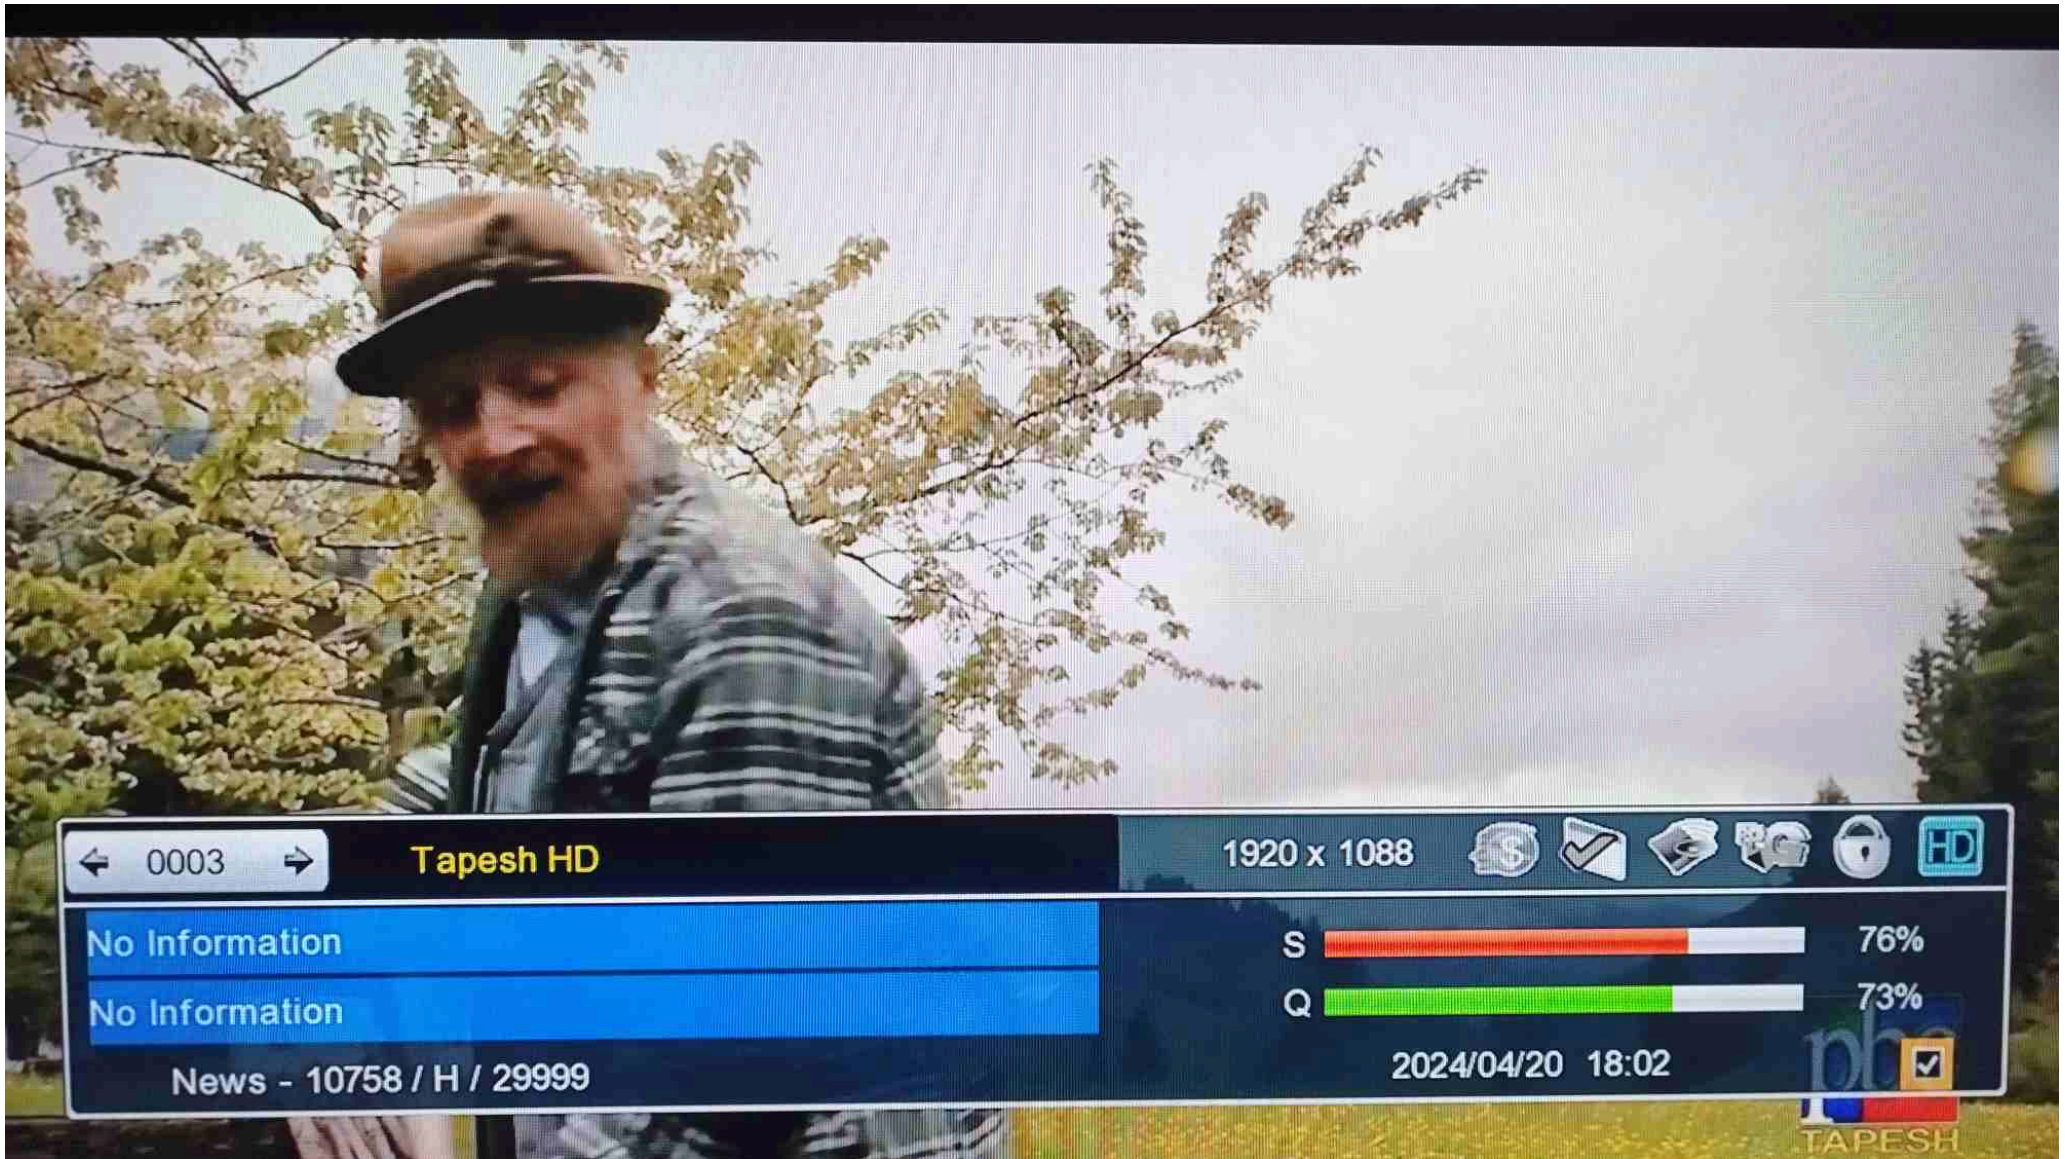 0003
Tapesh HD
1920 x 1088
HD
No Information
S
76%
No Information
Q
73%
News - 10758 / H / 29999
2024/04/20 18:02
TAPESH